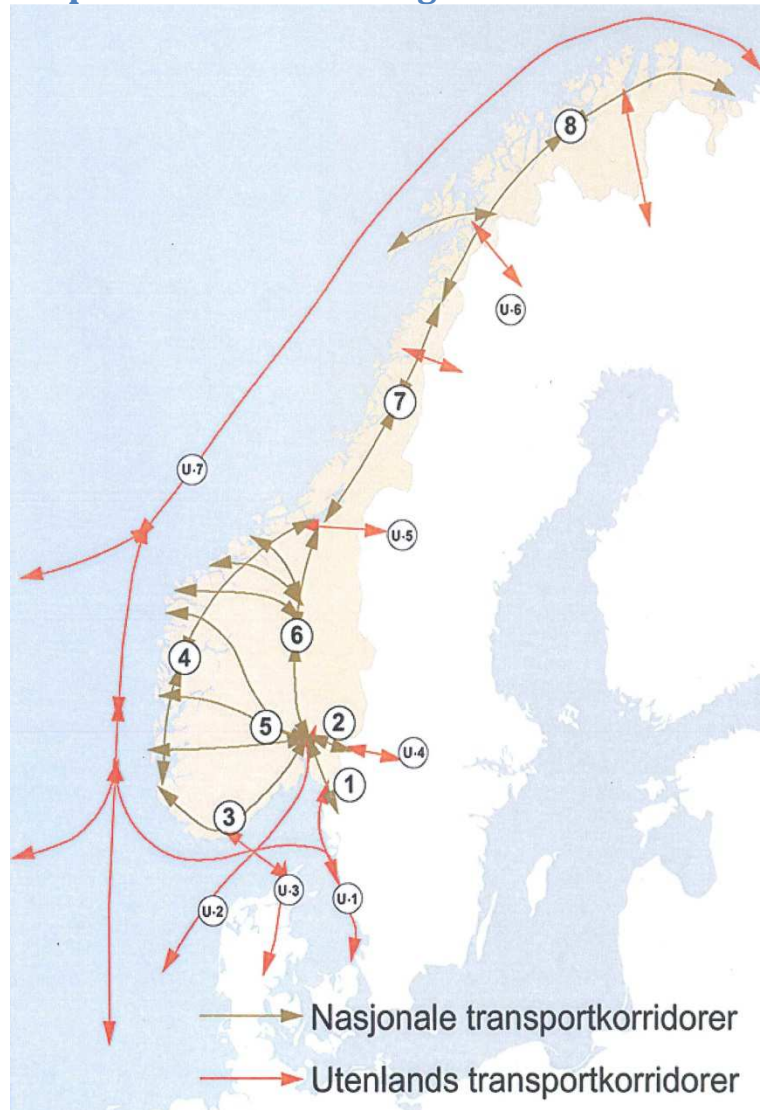 8
U-6
7
U-7
U-5
6
4
2
5
U-4
1
3
U-3
U-1
U-2
Nasjonale transportkorridorer
Utenlands transportkorridorer